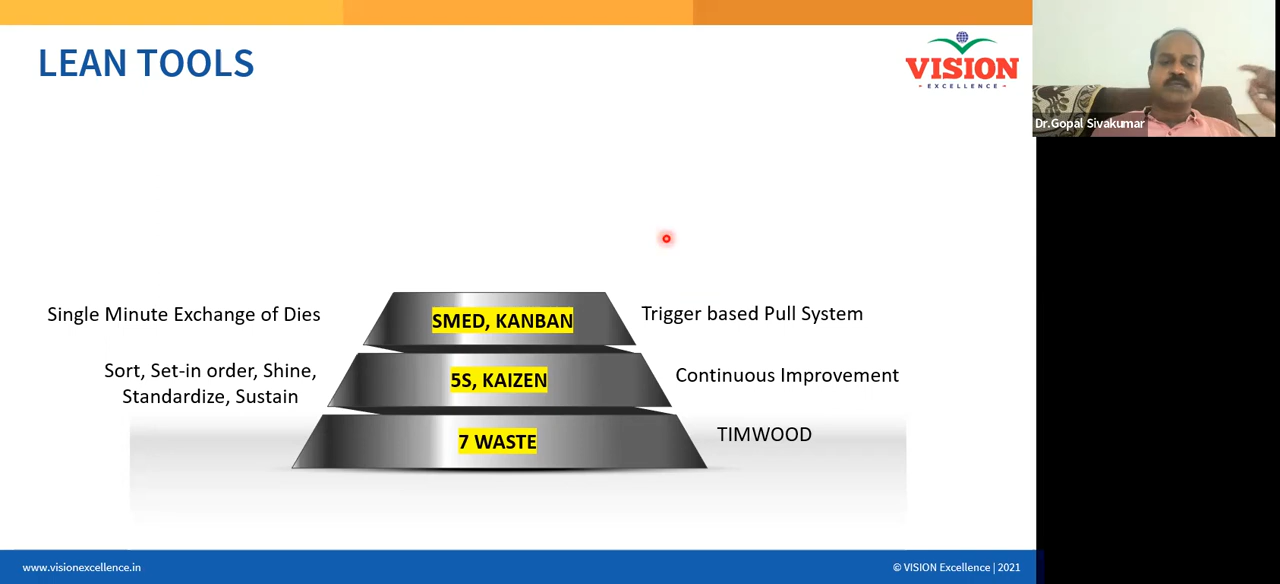 LEAN TOOLS
VISION
- EXCELLENCE -
Dr.Gopal Sivakumar
Single Minute Exchange of Dies
SMED, KANBAN
Trigger based Pull System
Sort, Set-in order, Shine,
Standardize, Sustain
5S, KAIZEN
Continuous Improvement
7 WASTE
TIMWOOD
www.visionexcellence.in
© VISION Excellence | 2021